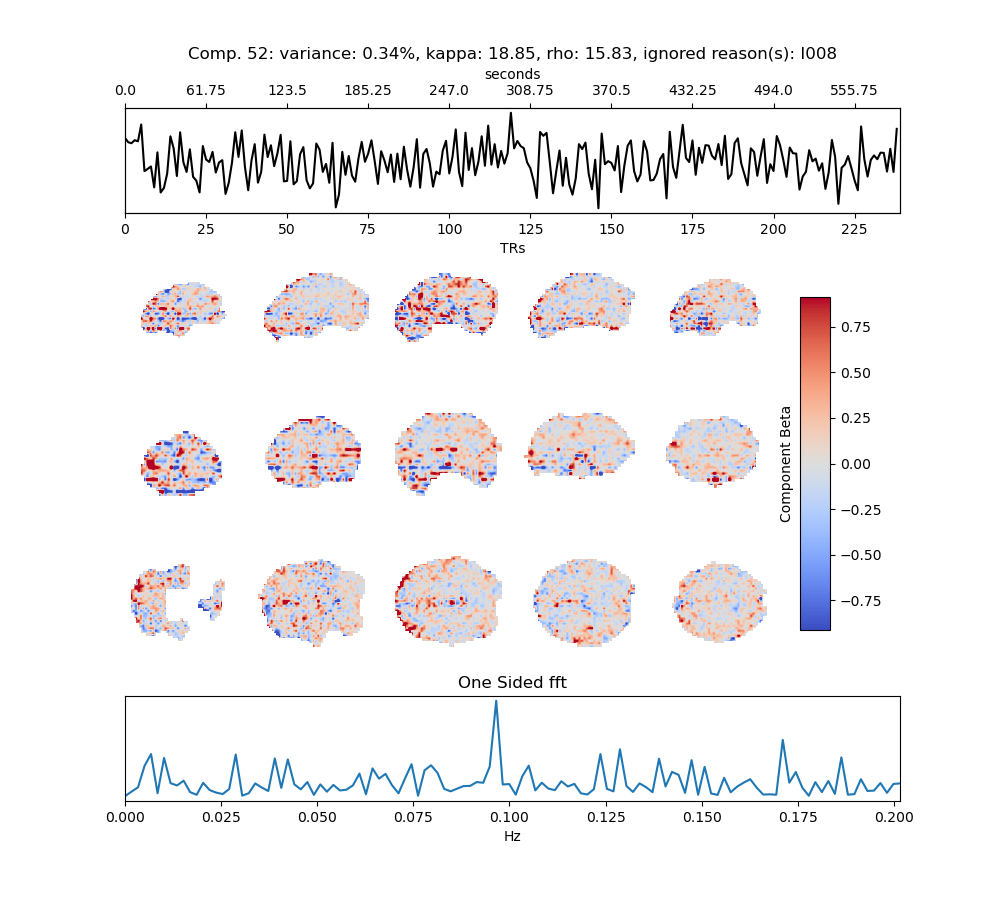 Comp. 52: variance: 0.34%, kappa: 18.85, rho: 15.83, ignored reason(s): I008
seconds
0.0 61.75 123.5 185.25 247.0 308.75 370.5 432.25 494.0 555.75
0 25 50 75 100 125 150 175 200 225
TRs
0.75
0.50
0.25
0.00
−0.25
−0.50
−0.75
Component Beta
One Sided fft
0.000 0.025 0.050 0.075 0.100 0.125 0.150 0.175 0.200
Hz